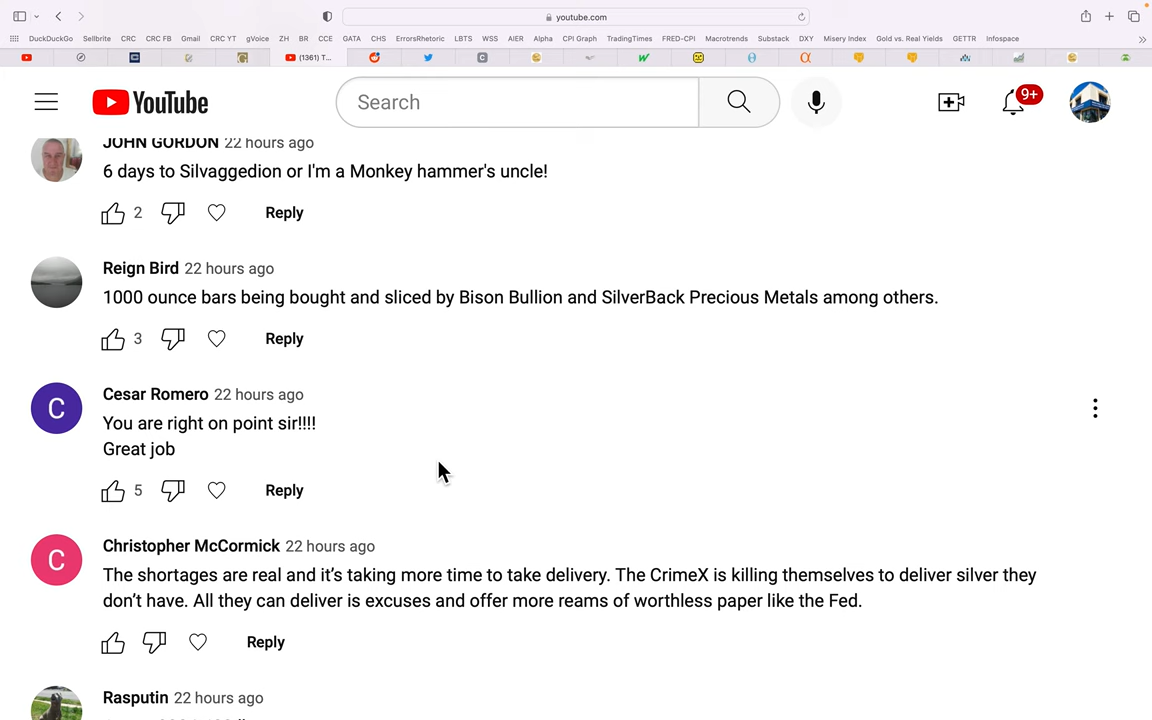 youtube.com
DuckDuckGo Sellbrite CRC CRC FB Gmail gVoice ZH BR CCE GATA CHS ErrorsRhetoric LBTS WSS AIER Alpha CPI Graph TradingTimes FRED-CPI Macrotrends Substack DXY Misery Index Gold vs. Real Yields GETTR Infospace
(1361) T...
YouTube
Search
9+
JOHN GORDON 22 hours ago
6 days to Silvaggedion or I'm a Monkey hammer's uncle!
2 Reply
Reign Bird 22 hours ago
1000 ounce bars being bought and sliced by Bison Bullion and SilverBack Precious Metals among others.
3 Reply
C
Cesar Romero 22 hours ago
You are right on point sir!!!!
Great job
5 Reply
C
Christopher McCormick 22 hours ago
The shortages are real and it's taking more time to take delivery. The CrimeX is killing themselves to deliver silver they
don't have. All they can deliver is excuses and offer more reams of worthless paper like the Fed.
Reply
Rasputin 22 hours ago